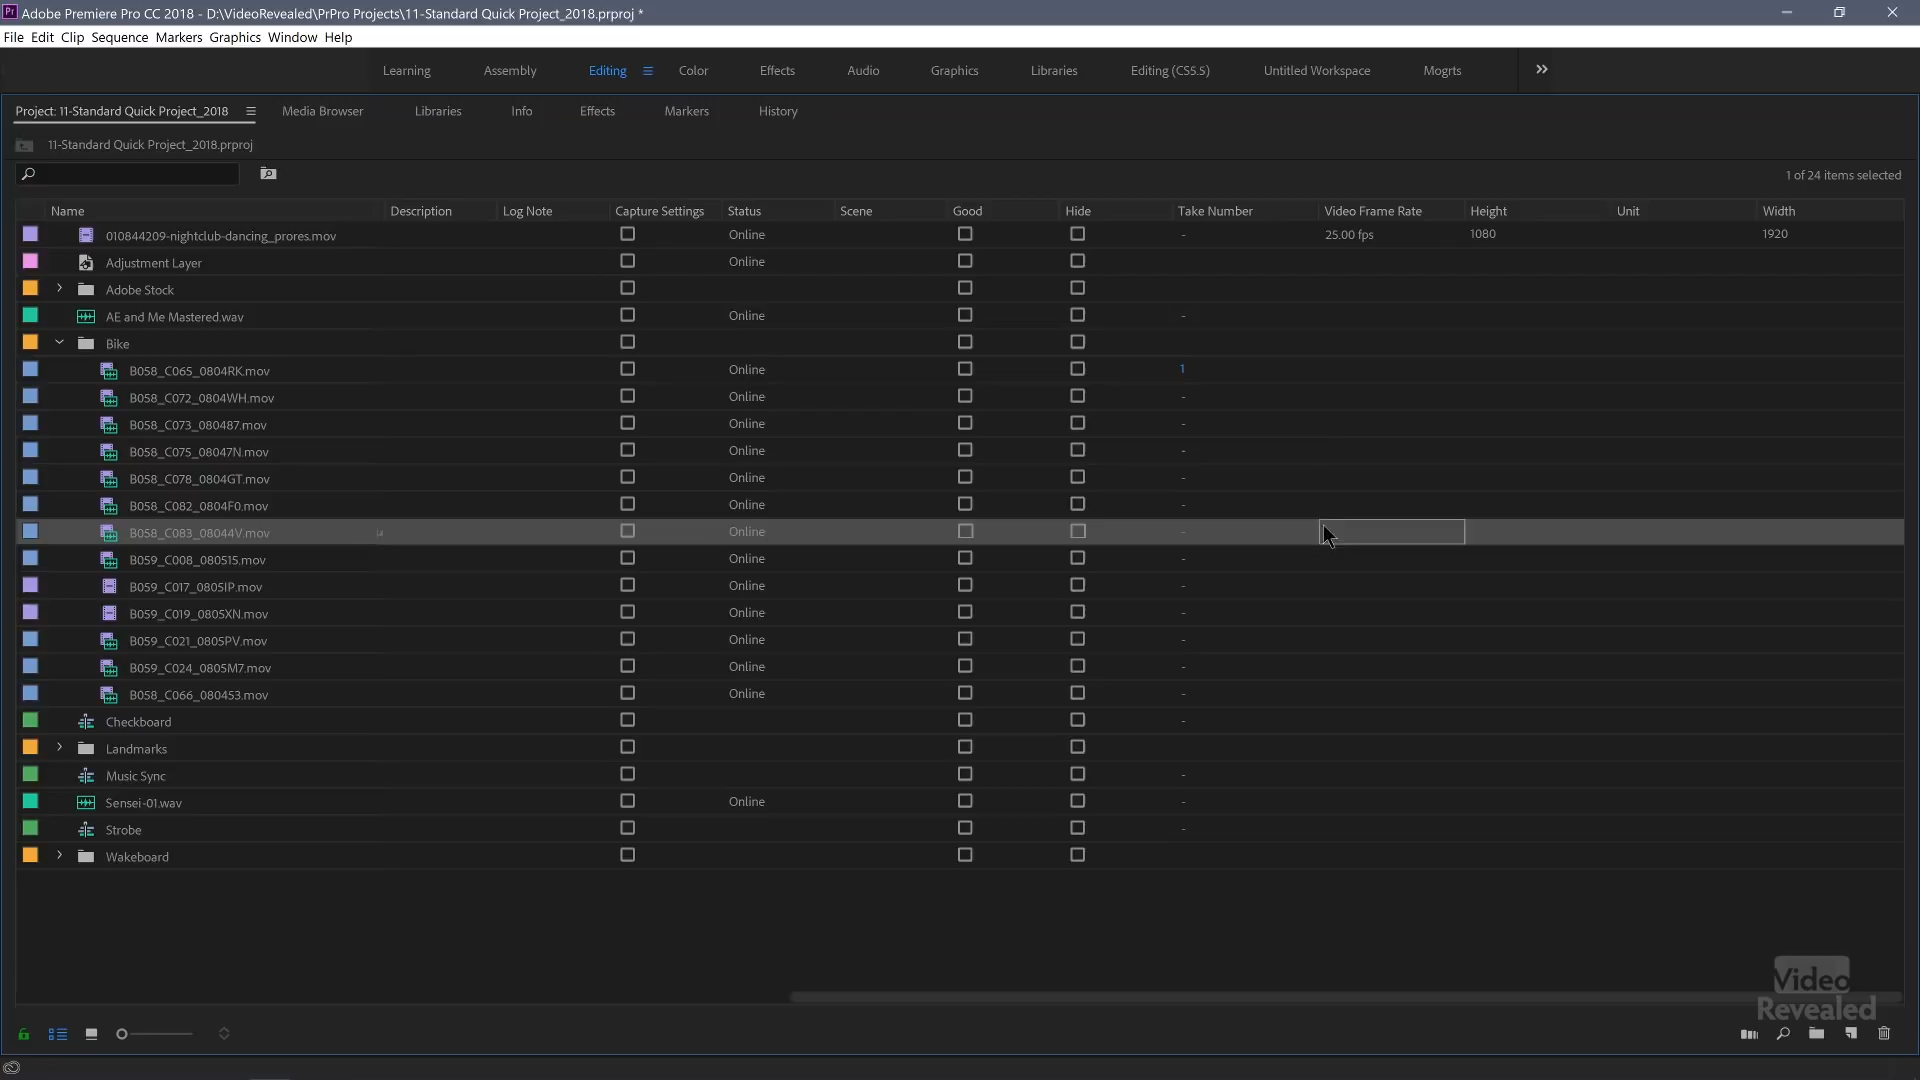 Adobe Premiere Pro CC 2018 - D:\VideoRevealed\PrPro Projects\11-Standard Quick Project_2018.prproj *
File Edit Clip Sequence Markers Graphics Window Help
Learning Assembly Editing Color Effects Audio Graphics Libraries Editing (CS5.5) Untitled Workspace Mogrts
Project: 11-Standard Quick Project_2018 Media Browser Libraries Info Effects Markers History
11-Standard Quick Project_2018.prproj
1 of 24 items selected
Name Description Log Note Capture Settings Status Scene Good Hide Take Number Video Frame Rate Height Unit Width
010844209-nightclub-dancing_prores.mov Online - 25.00 fps 1080 1920
Adjustment Layer Online
Adobe Stock
AE and Me Mastered.wav Online -
Bike
B058_C065_0804RK.mov Online 1
B058_C072_0804WH.mov Online -
B058_C073_080487.mov Online -
B058_C075_08047N.mov Online -
B058_C078_0804GT.mov Online -
B058_C082_0804F0.mov Online -
B058_C083_08044V.mov Online -
B059_C008_080515.mov Online -
B059_C017_0805IP.mov Online -
B059_C019_0805XN.mov Online -
B059_C021_0805PV.mov Online -
B059_C024_0805M7.mov Online -
B058_C066_080453.mov Online -
Checkboard -
Landmarks
Music Sync -
Sensei-01.wav Online -
Strobe -
Wakeboard
Video
Revealed